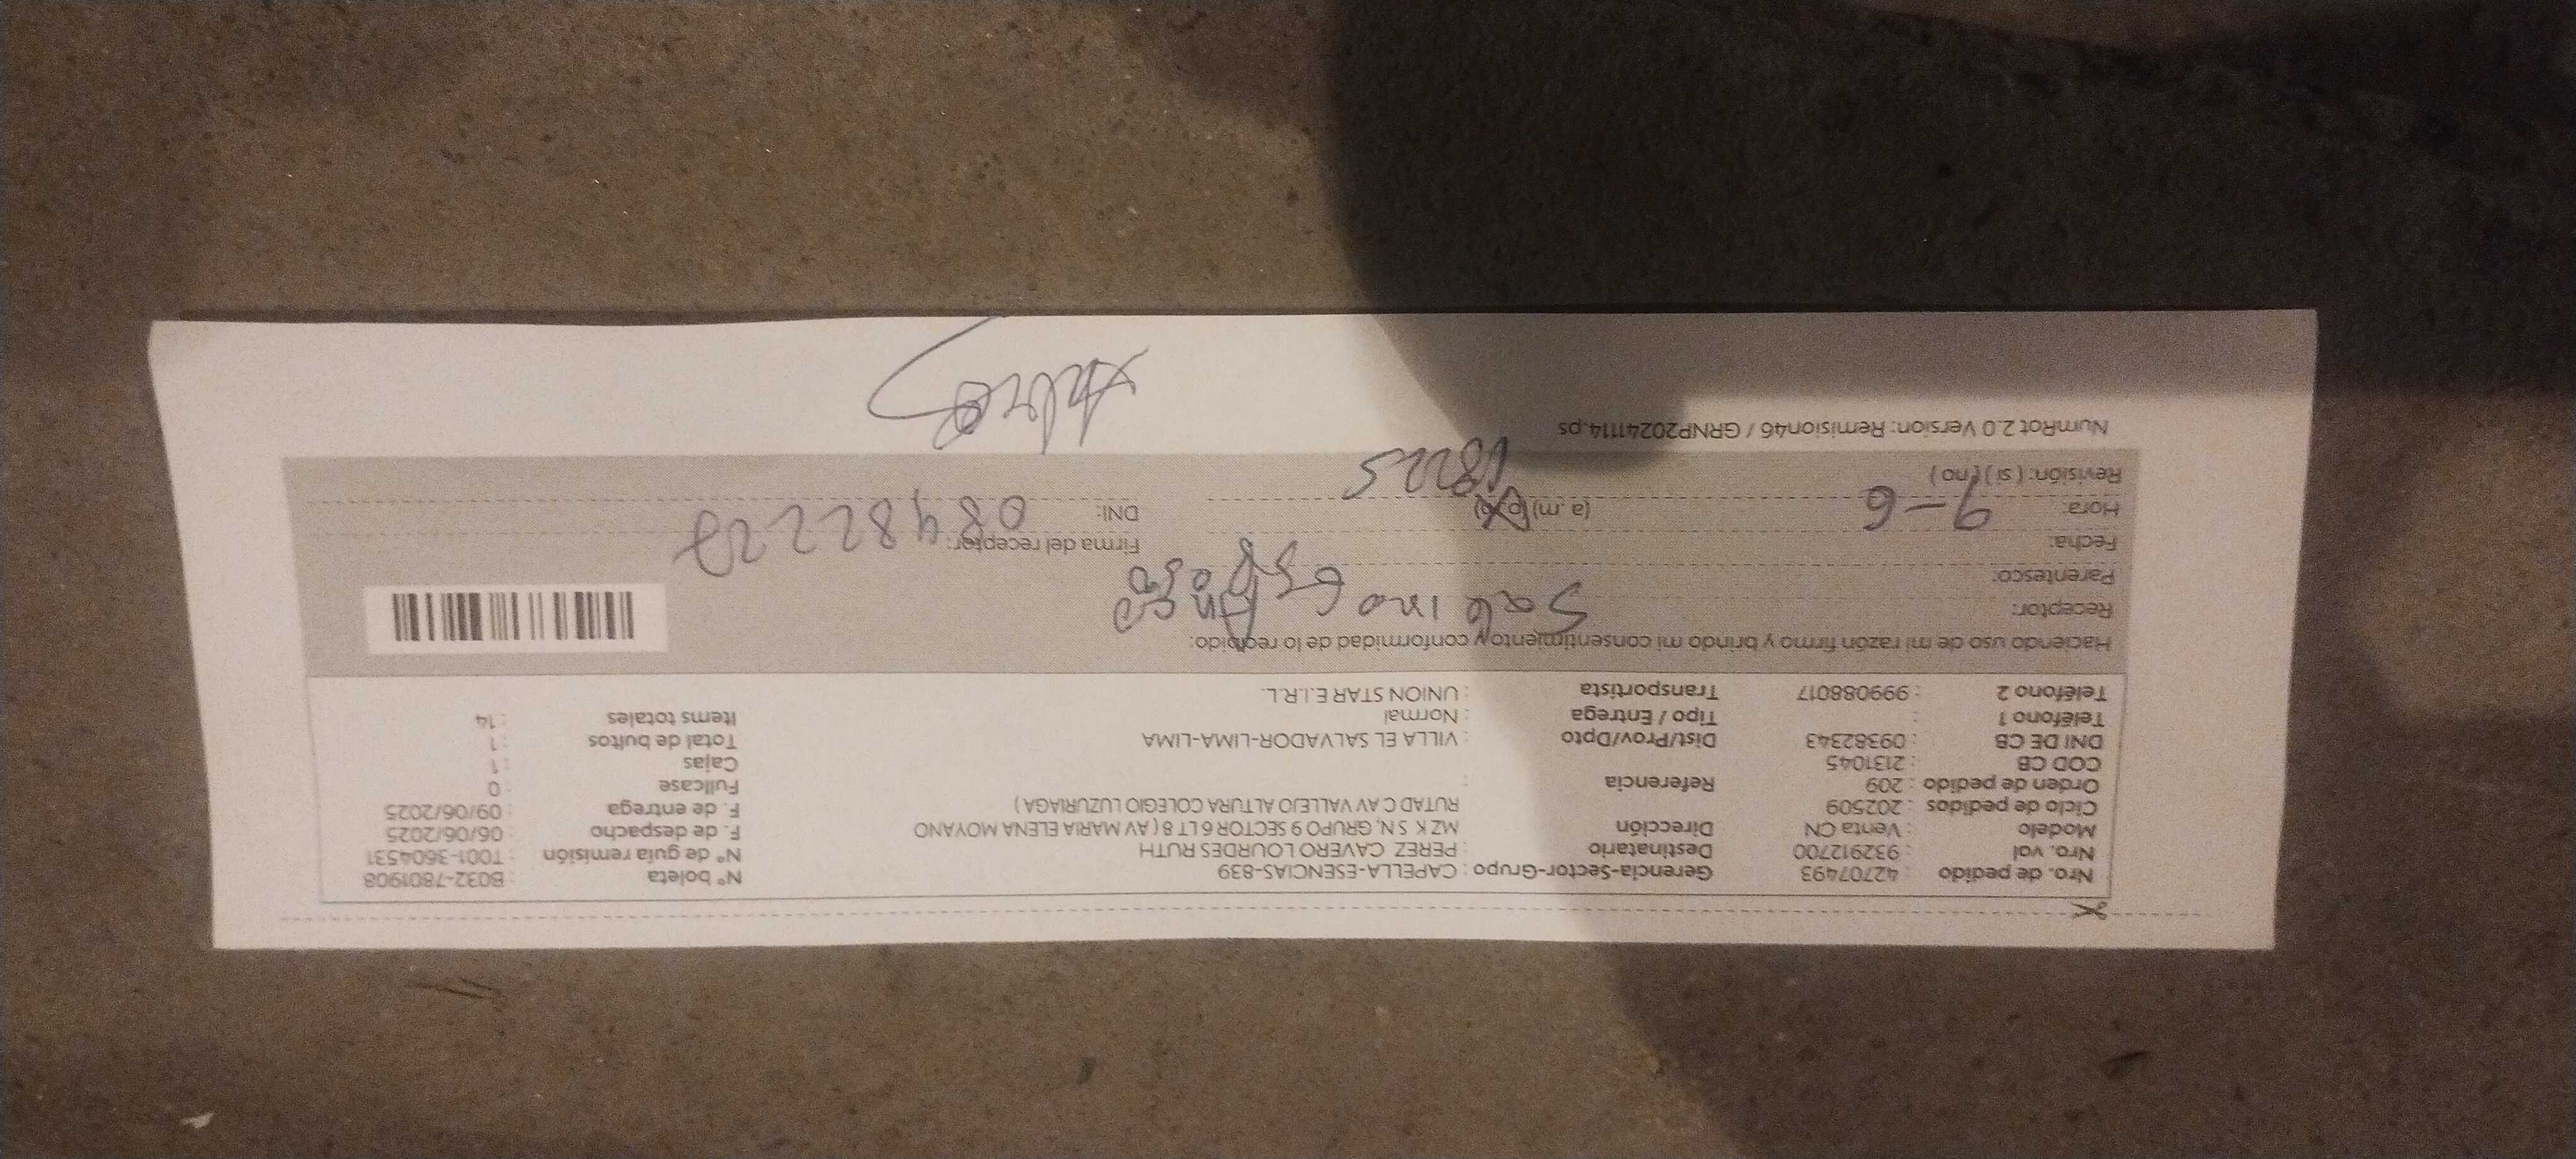 Nro. de pedido : 42707493 Gerencia-Sector-Grupo : CAPELLA-ESENCIAS-839 N° boleta : B032-7801908
Nro. val : 932912700 Destinatario : PEREZ CAVERO LOURDES RUTH N° de guía remisión : T001-3604531
Modelo : Venta CN Dirección MZ K S N, GRUPO 9 SECTOR 6 LT 8 ( AV MARIA ELENA MOYANO F. de despacho : 06/06/2025
Ciclo de pedidos : 202509 RUTAD C AV VALLEJO ALTURA COLEGIO LUZURIAGA ) F. de entrega : 09/06/2025
Orden de pedido : 209 Referencia : Fullcase : 0
COD CB : 2131045 Cajas : 1
DNI DE CB : 09382343 Dist/Prov/Dpto : VILLA EL SALVADOR-LIMA-LIMA Total de bultos : 1
Teléfono 1 : Tipo / Entrega : Normal Items totales : 14
Teléfono 2 : 999088017 Transportista : UNION STAR E.I.R.L.
Haciendo uso de mi razón firmo y brindo mi consentimiento y conformidad de lo recibido:
Receptor: Sabino
Parentesco:
Fecha: 9-6 Firma del receptor:
Hora: (a. m) (p. m) DNI: 08482227
Revisión: ( si ) ( no ) 18225
NumRot 2.0 Version: Remision46 / GRNP20241114.ps